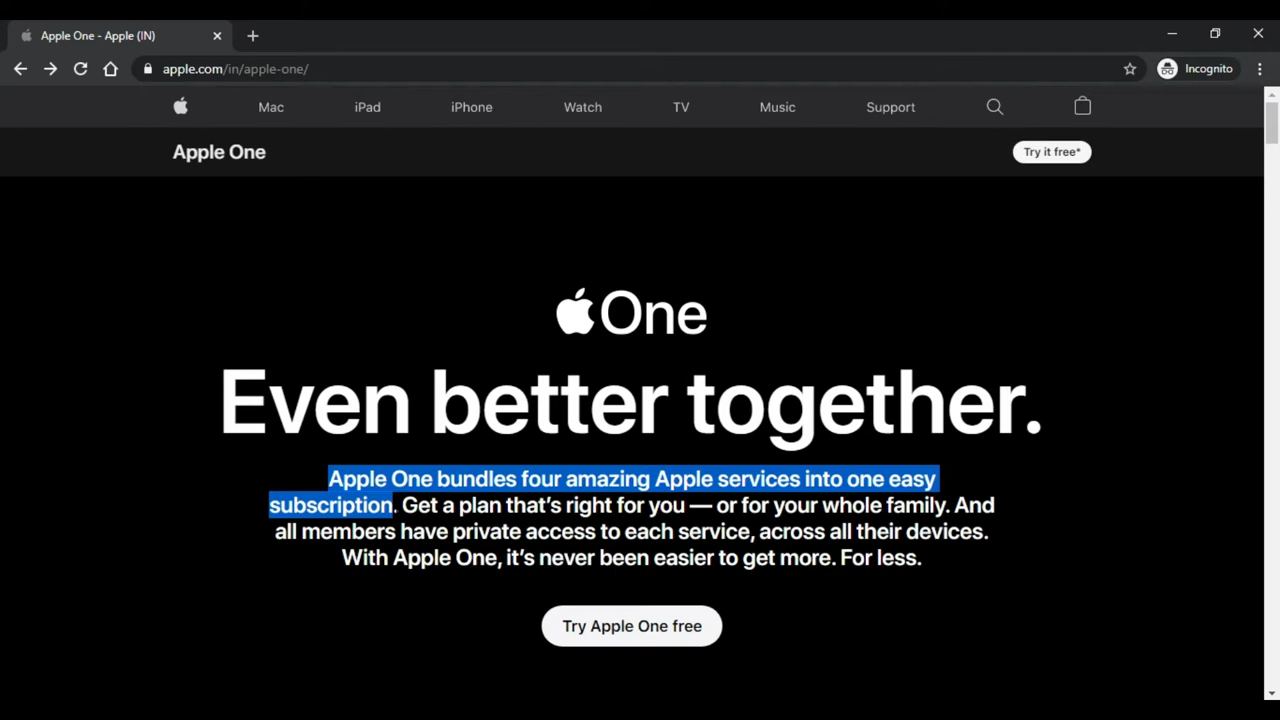 Apple One - Apple (IN)
apple.com/in/apple-one/
Incognito
Mac
iPad
iPhone
Watch
TV
Music
Support
Apple One
Try it free*
One
Even better together.
Apple One bundles four amazing Apple services into one easy
subscription. Get a plan that’s right for you — or for your whole family. And
all members have private access to each service, across all their devices.
With Apple One, it’s never been easier to get more. For less.
Try Apple One free